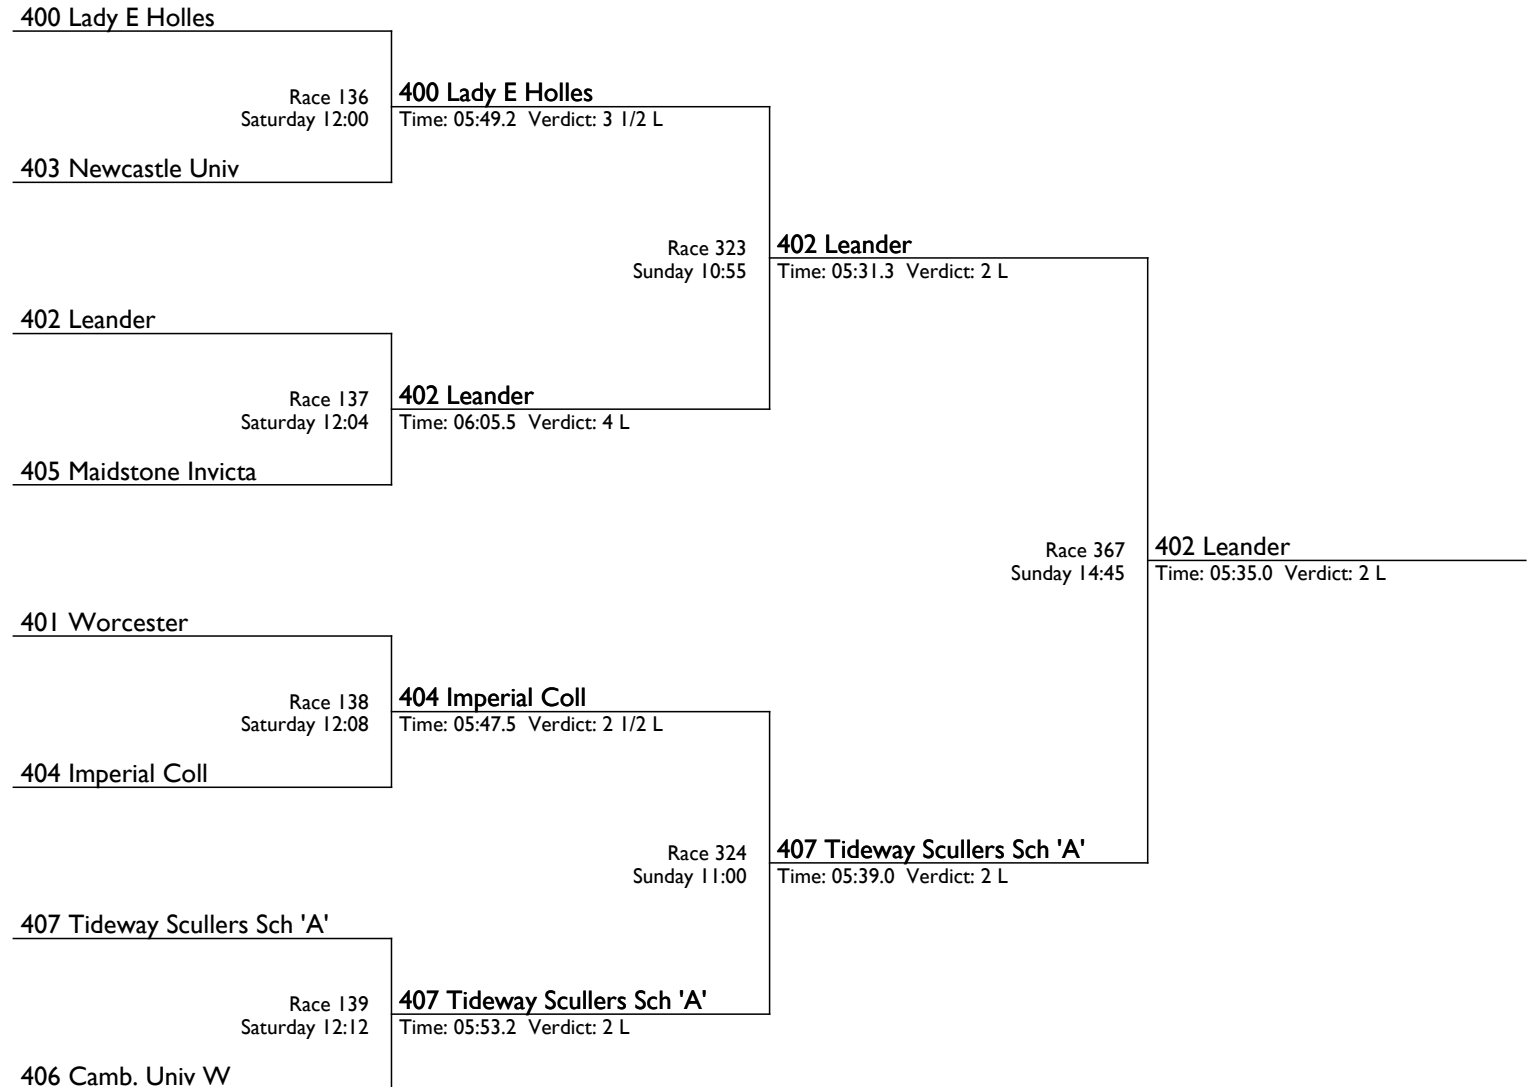 400 Lady E Holles
Race 136
Saturday 12:00
400 Lady E Holles
Time: 05:49.2 Verdict: 3 1/2 L
403 Newcastle Univ
Race 323
Sunday 10:55
402 Leander
Time: 05:31.3 Verdict: 2 L
402 Leander
Race 137
Saturday 12:04
402 Leander
Time: 06:05.5 Verdict: 4 L
405 Maidstone Invicta
Race 367
Sunday 14:45
402 Leander
Time: 05:35.0 Verdict: 2 L
401 Worcester
Race 138
Saturday 12:08
404 Imperial Coll
Time: 05:47.5 Verdict: 2 1/2 L
404 Imperial Coll
Race 324
Sunday 11:00
407 Tideway Scullers Sch 'A'
Time: 05:39.0 Verdict: 2 L
407 Tideway Scullers Sch 'A'
Race 139
Saturday 12:12
407 Tideway Scullers Sch 'A'
Time: 05:53.2 Verdict: 2 L
406 Camb. Univ W